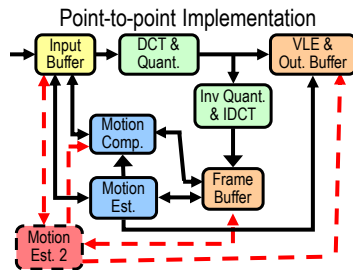 Point-to-point Implementation
Input
Buffer
DCT &
Quant.
VLE &
Out. Buffer
Inv Quant.
& IDCT
Motion
Comp.
Motion
Est.
Frame
Buffer
Motion
Est. 2